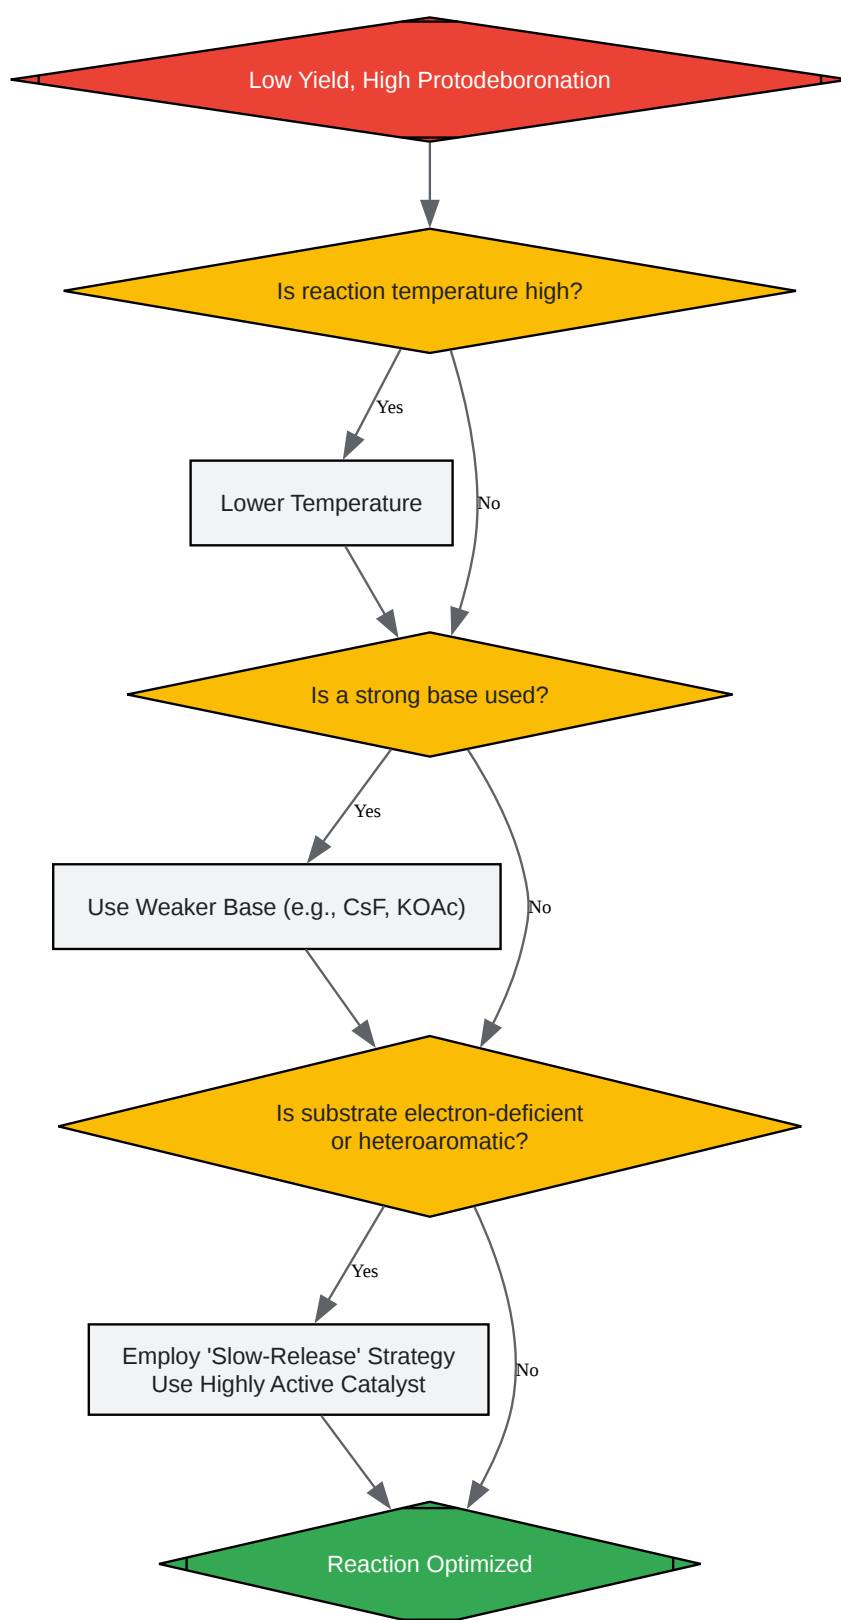 Low Yield, High Protodeboronation
Is reaction temperature high?
Yes
Lower Temperature
No
Is a strong base used?
Yes
Use Weaker Base (e.g., CsF, KOAc)
No
Is substrate electron-deficient
or heteroaromatic?
Yes
Employ 'Slow-Release' Strategy
Use Highly Active Catalyst
No
Reaction Optimized